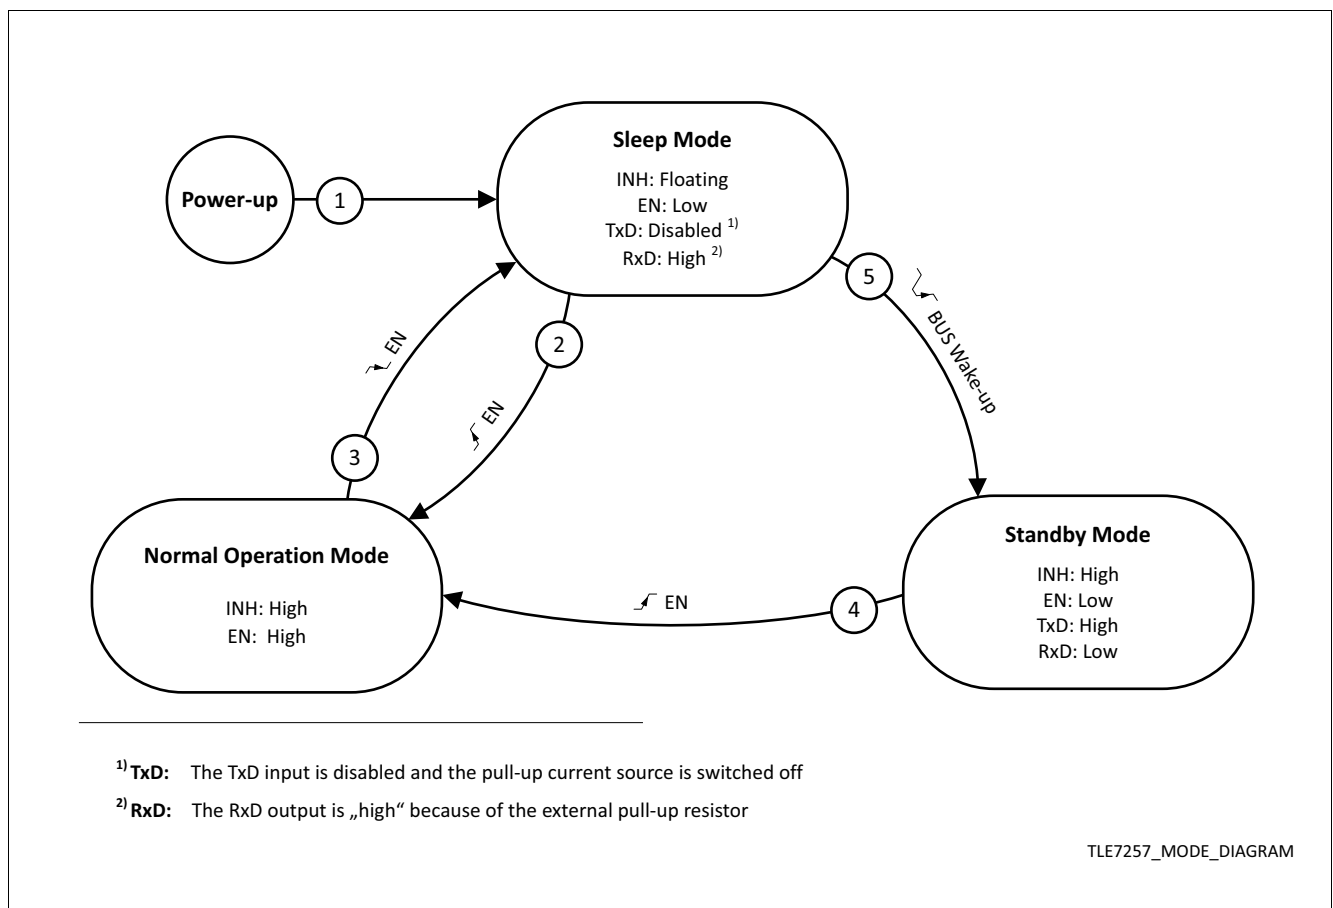 Sleep Mode
INH: Floating
EN: Low
TxD: Disabled 1)
RxD: High 2)
Power-up
1
5
BUS Wake-up
2
EN
EN
3
Normal Operation Mode
INH: High
EN: High
Standby Mode
INH: High
EN: Low
TxD: High
RxD: Low
EN
4
1) TxD: The TxD input is disabled and the pull-up current source is switched off
2) RxD: The RxD output is „high“ because of the external pull-up resistor
TLE7257_MODE_DIAGRAM